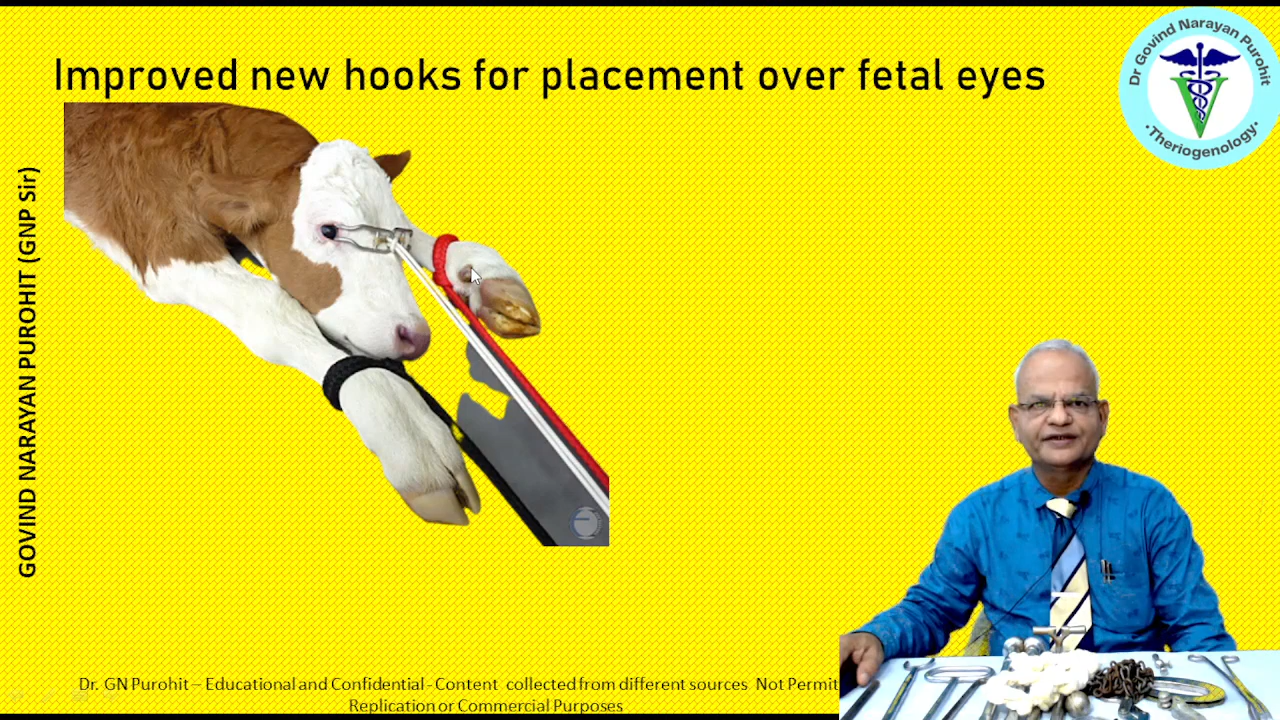 Improved new hooks for placement over fetal eyes
Dr Govind Narayan Purohit
·Theriogenology·
GOVIND NARAYAN PUROHIT (GNP Sir)
Dr. GN Purohit – Educational and Confidential - Content collected from different sources Not Permit
Replication or Commercial Purposes